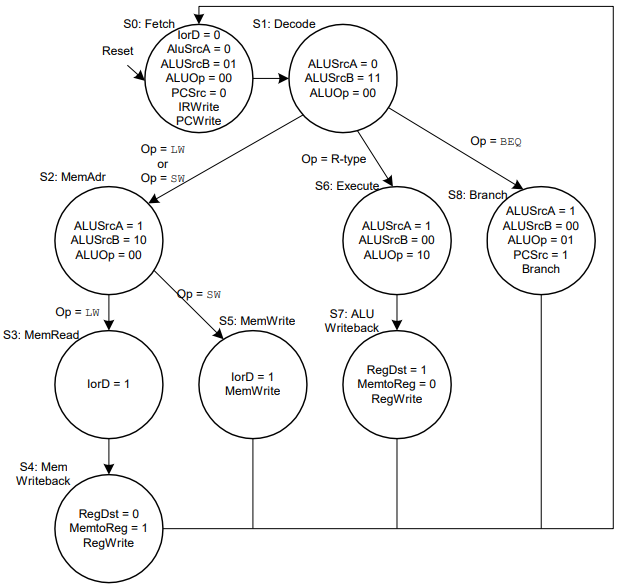 S0: Fetch
S1: Decode
Reset
IorD = 0
AluSrcA = 0
ALUSrcB = 01
ALUOp = 00
PCSrc = 0
IRWrite
PCWrite
ALUSrcA = 0
ALUSrcB = 11
ALUOp = 00
Op = LW
or
Op = SW
Op = R-type
Op = BEQ
S2: MemAdr
S6: Execute
S8: Branch
ALUSrcA = 1
ALUSrcB = 10
ALUOp = 00
ALUSrcA = 1
ALUSrcB = 00
ALUOp = 10
ALUSrcA = 1
ALUSrcB = 00
ALUOp = 01
PCSrc = 1
Branch
Op = SW
Op = LW
S3: MemRead
S5: MemWrite
S7: ALU
Writeback
IorD = 1
IorD = 1
MemWrite
RegDst = 1
MemtoReg = 0
RegWrite
S4: Mem
Writeback
RegDst = 0
MemtoReg = 1
RegWrite